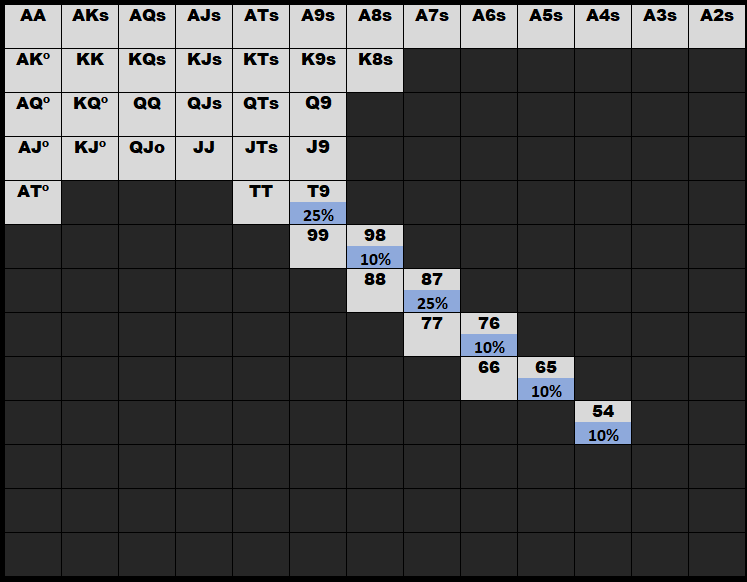 AA AKs AQs AJs ATs A9s A8s A7s A6s A5s A4s A3s A2s
AKº KK KQs KJs KTs K9s K8s
AQº KQº QQ QJs QTs Q9
AJº KJº QJo JJ JTs J9
ATº TT T9
25%
99 98
10%
88 87
25%
77 76
10%
66 65
10%
54
10%